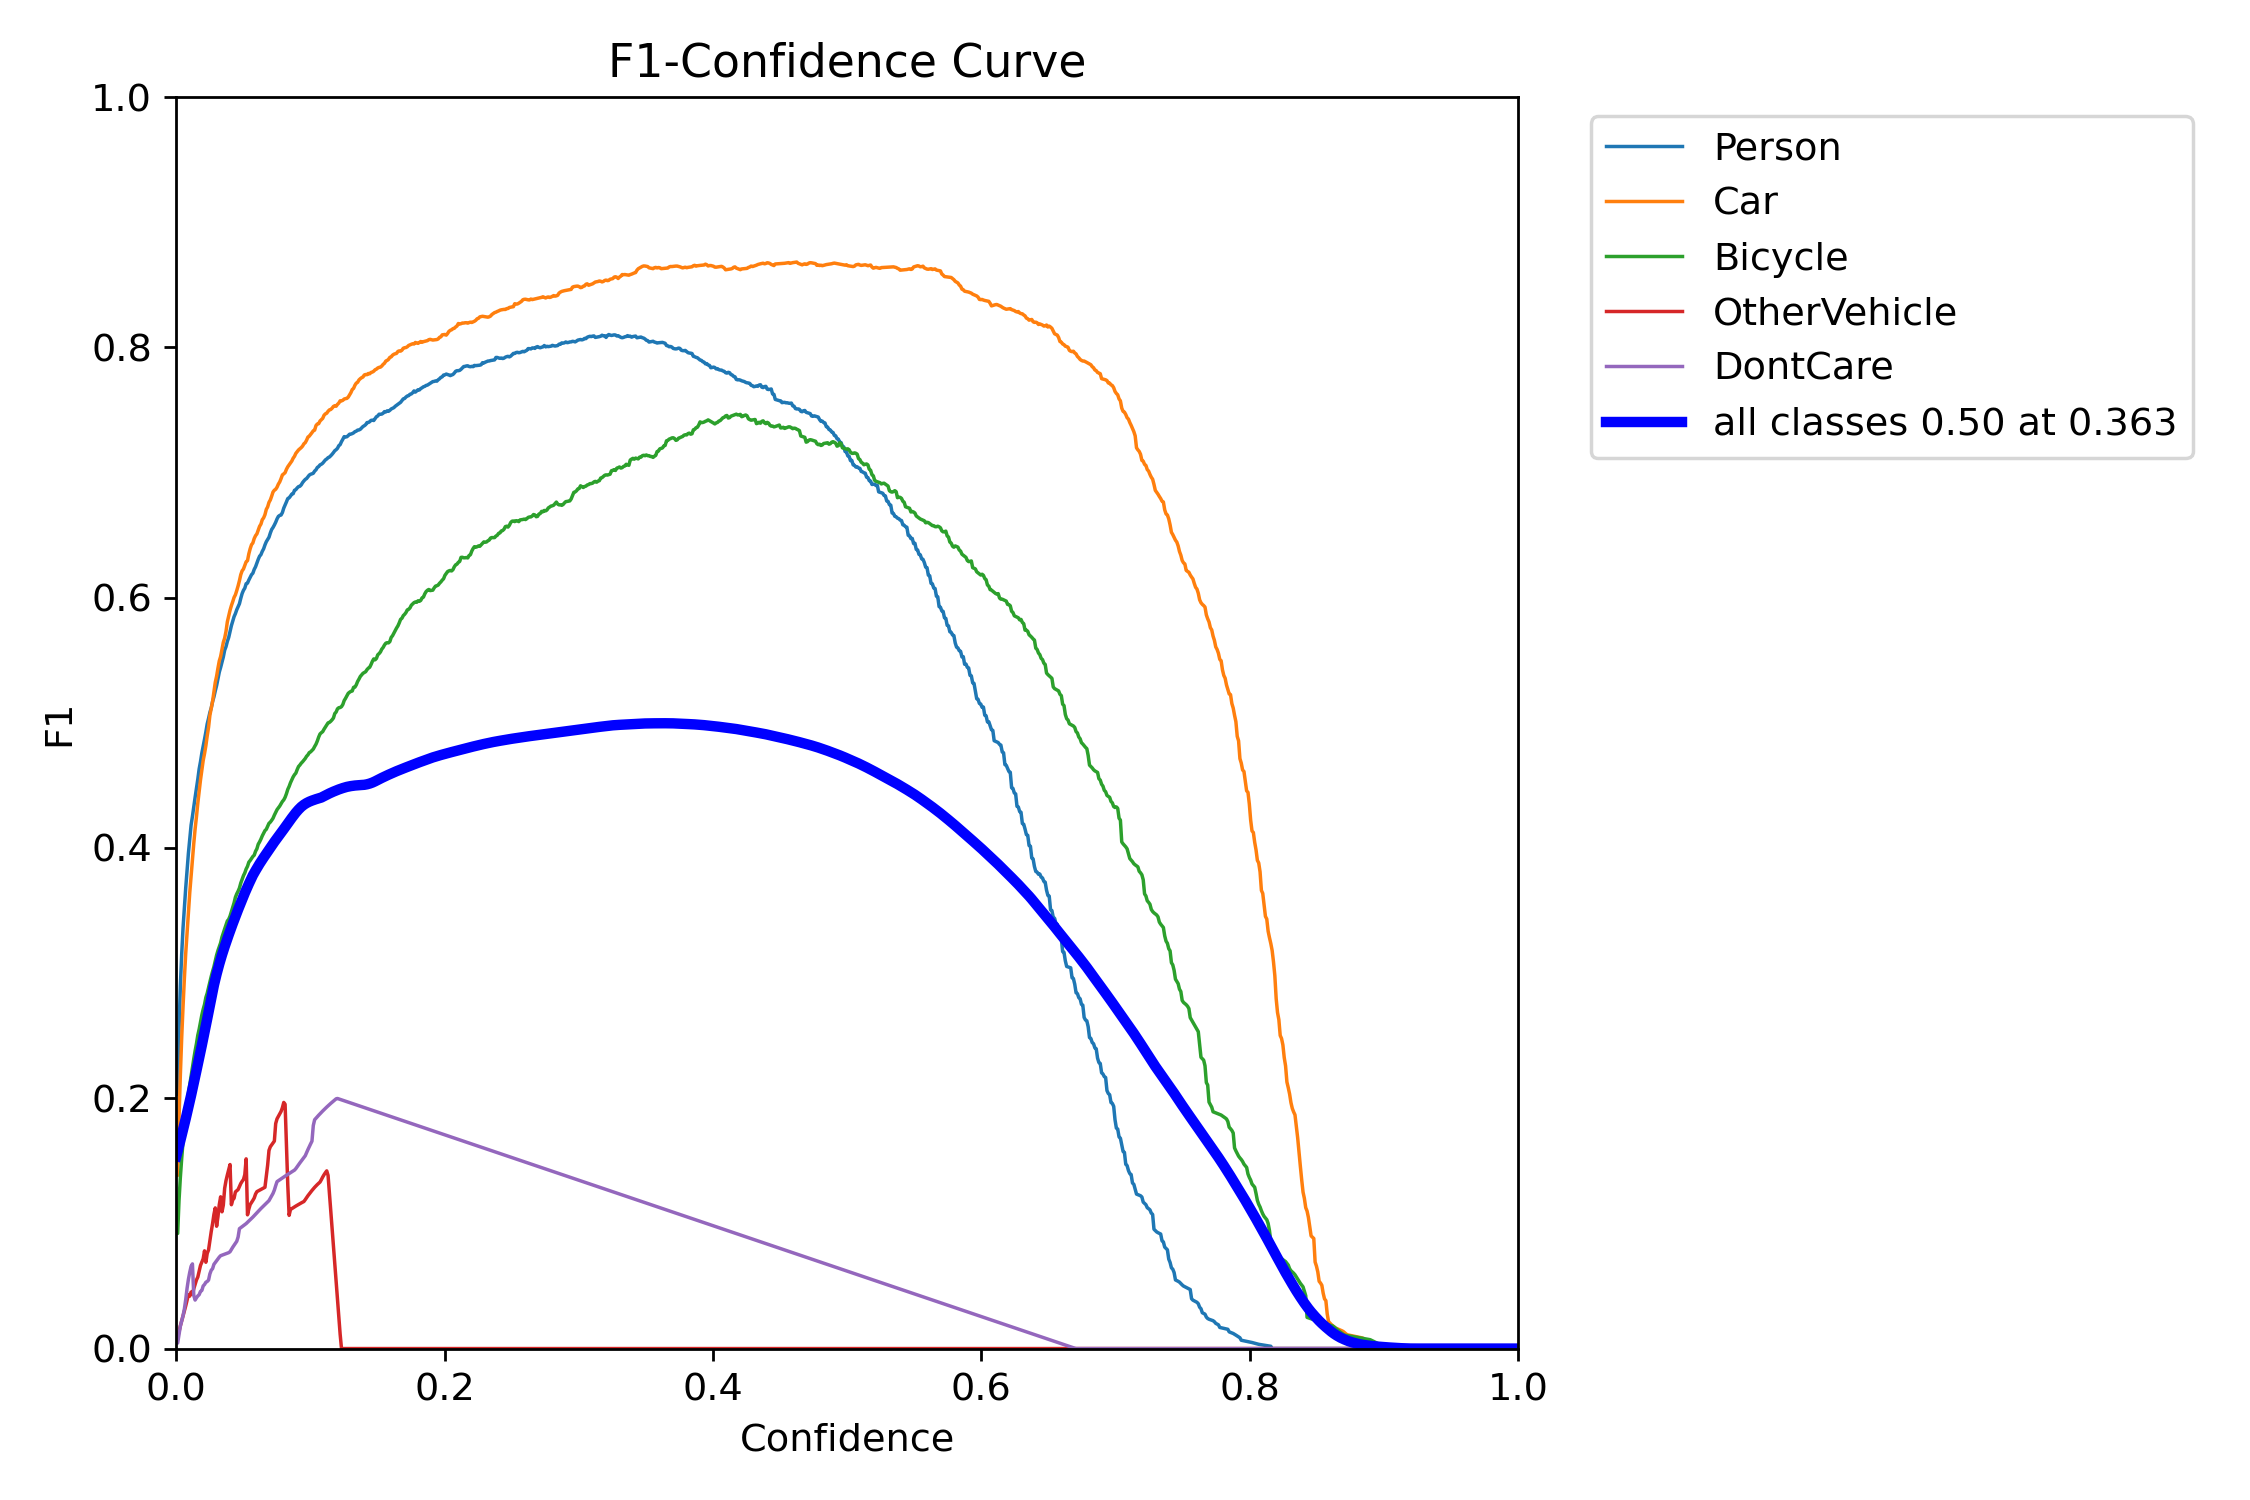 F1-Confidence Curve
1.0
0.8
0.6
0.4
0.2
0.0
F1
0.0 0.2 0.4 0.6 0.8 1.0
Confidence
Person
Car
Bicycle
OtherVehicle
DontCare
all classes 0.50 at 0.363